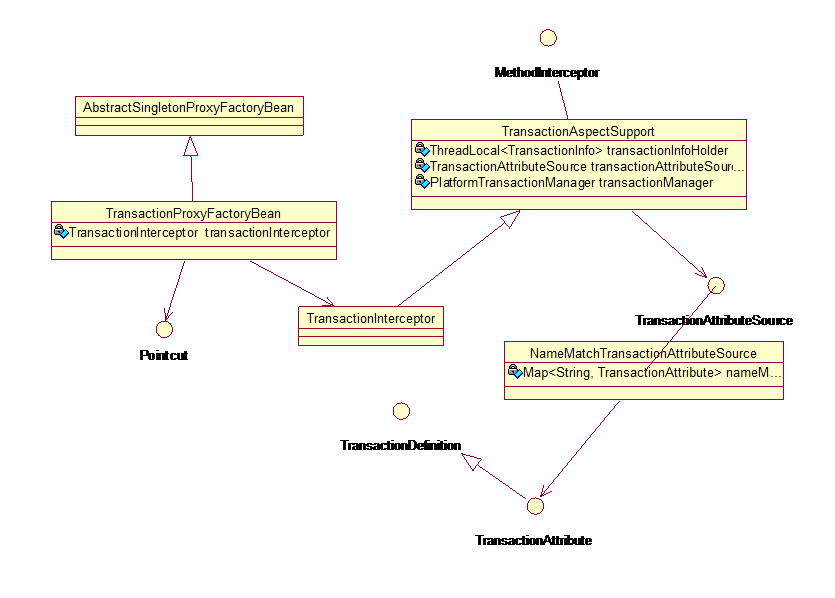 MethodInterceptor
AbstractSingletonProxyFactoryBean
TransactionAspectSupport
ThreadLocal<TransactionInfo> transactionInfoHolder
TransactionAttributeSource transactionAttributeSourc...
PlatformTransactionManager transactionManager
TransactionProxyFactoryBean
TransactionInterceptor transactionInterceptor
TransactionInterceptor
TransactionAttributeSource
Pointcut
NameMatchTransactionAttributeSource
Map<String, TransactionAttribute> nameM...
TransactionDefinition
TransactionAttribute